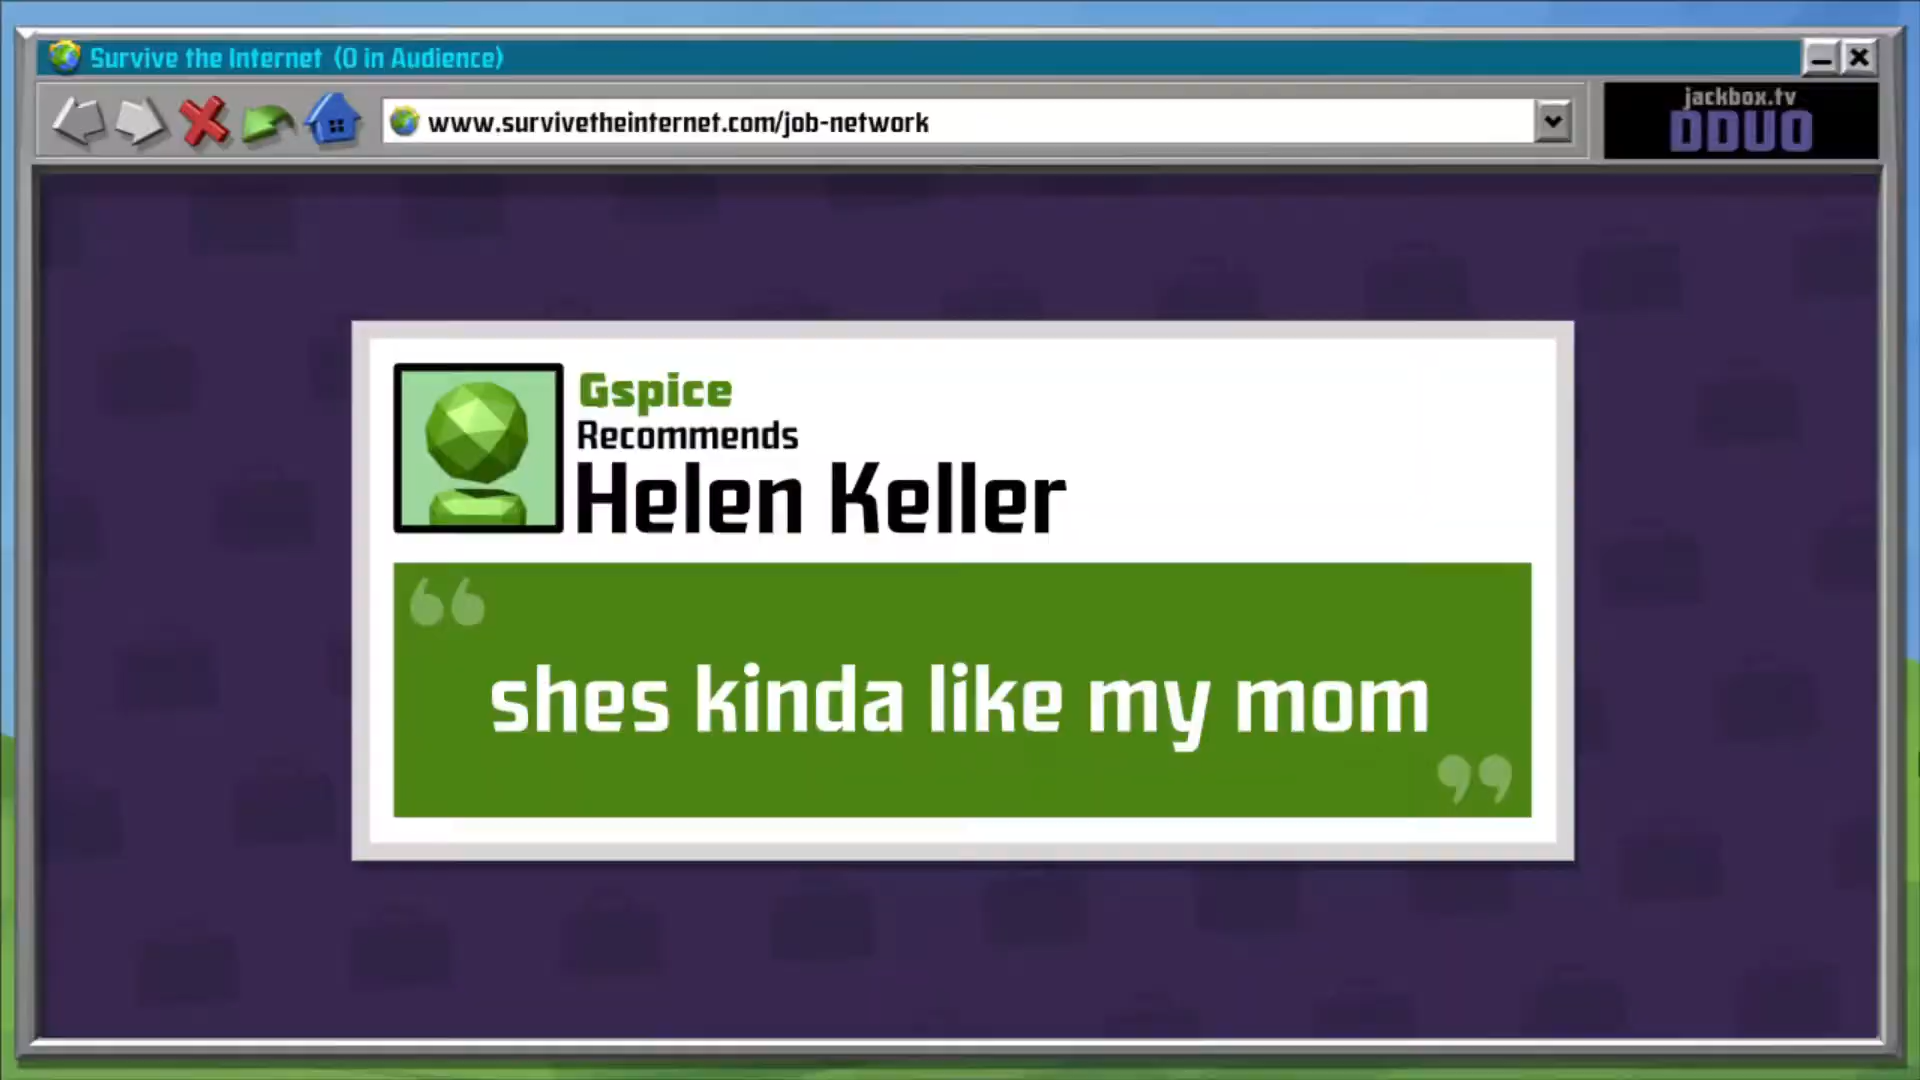 Survive the Internet (0 in Audience)
www.survivetheinternet.com/job-network
jackbox.tv
DDUO
Gspice
Recommends
Helen Keller
“
shes kinda like my mom
”